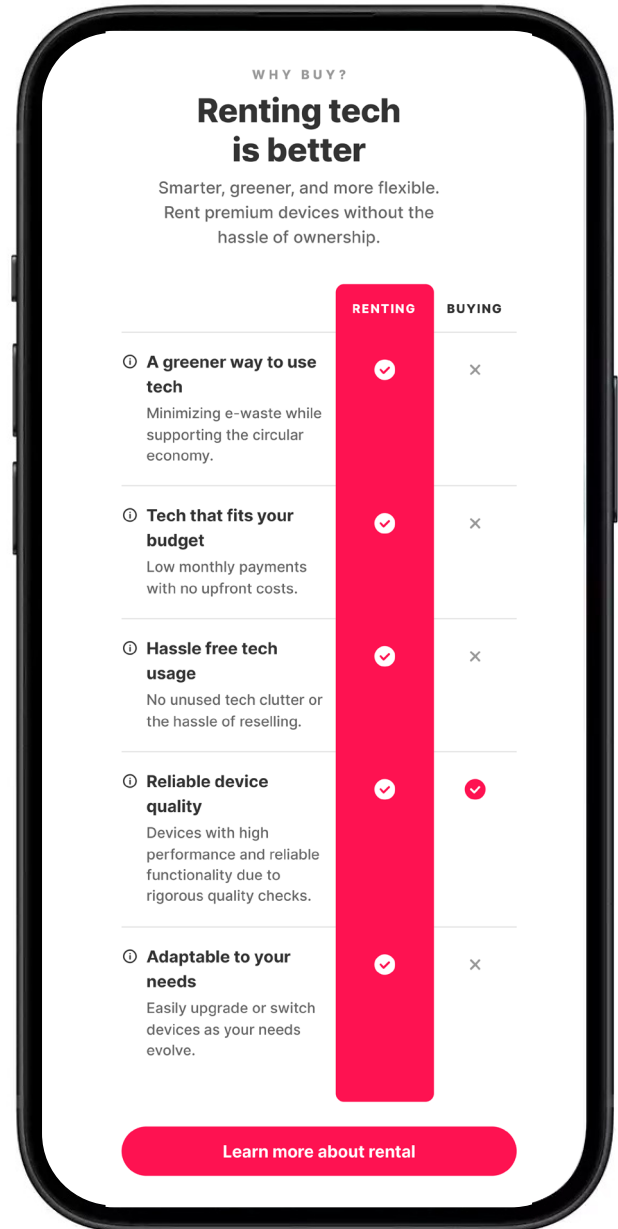 WHY BUY?
Renting tech
is better
Smarter, greener, and more flexible.
Rent premium devices without the
hassle of ownership.
RENTING BUYING
A greener way to use
tech
Minimizing e-waste while
supporting the circular
economy.
Tech that fits your
budget
Low monthly payments
with no upfront costs.
Hassle free tech
usage
No unused tech clutter or
the hassle of reselling.
Reliable device
quality
Devices with high
performance and reliable
functionality due to
rigorous quality checks.
Adaptable to your
needs
Easily upgrade or switch
devices as your needs
evolve.
Learn more about rental